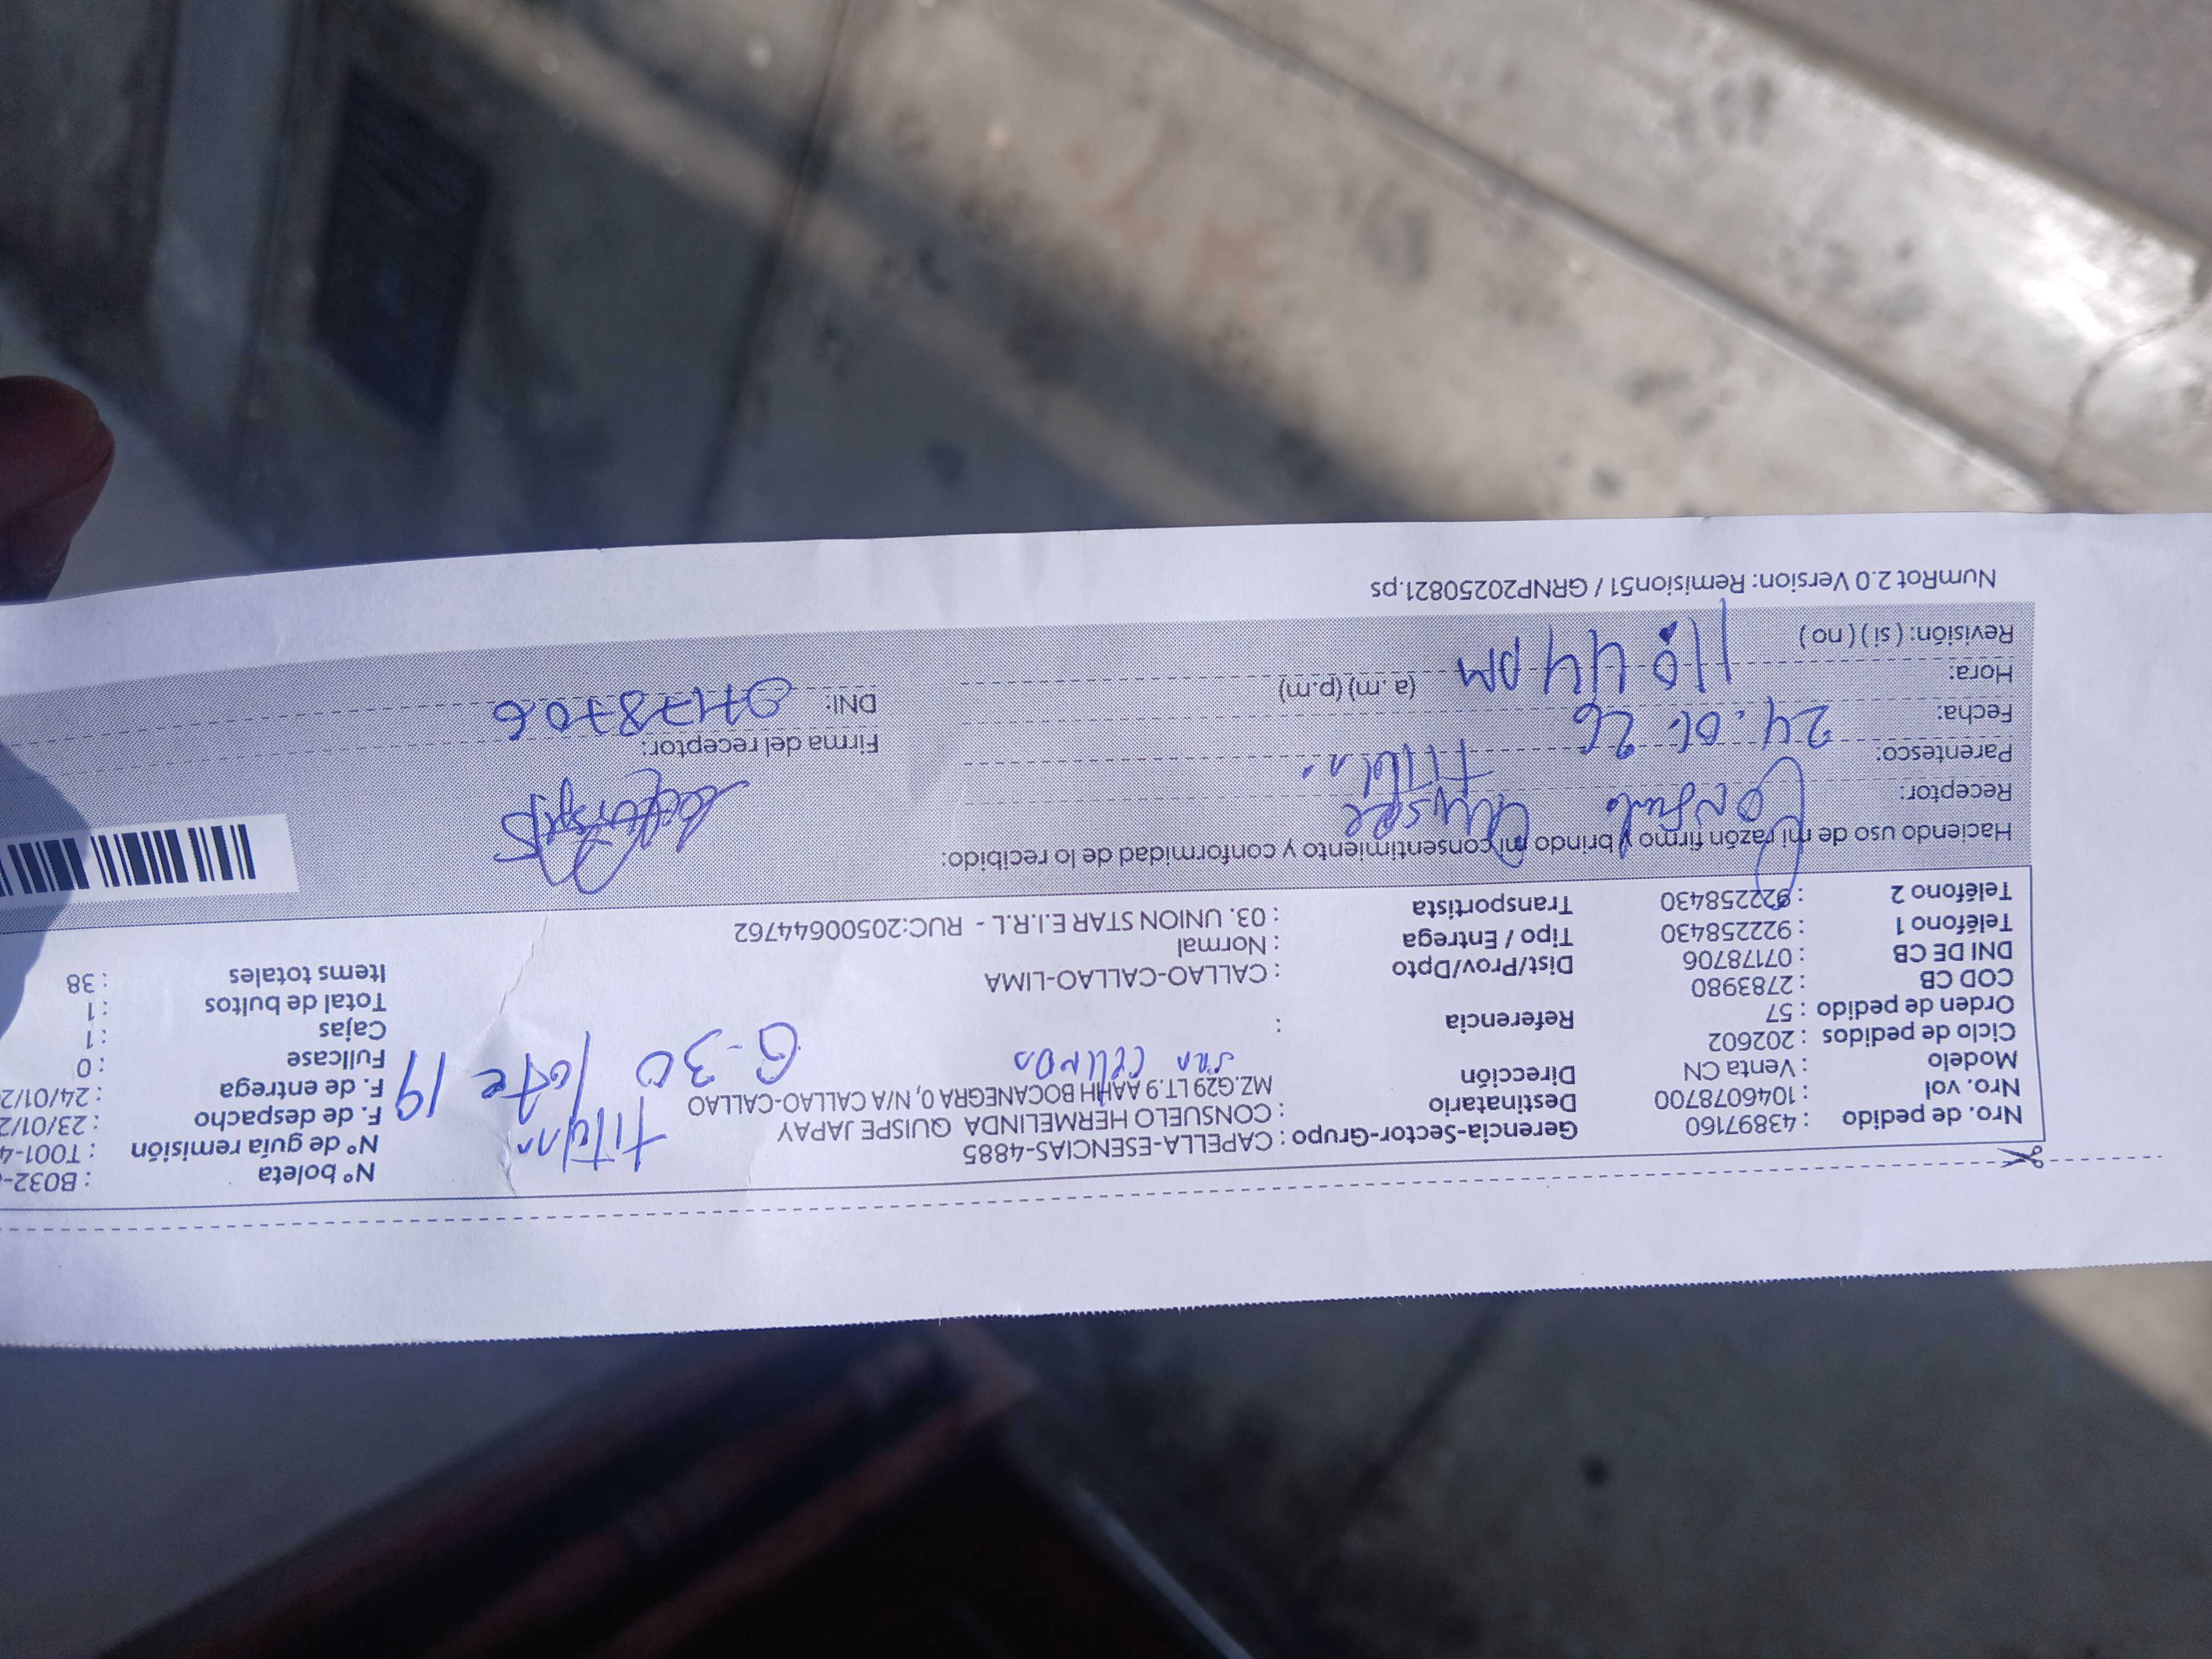 Nro. de pedido : 43897160 Gerencia-Sector-Grupo : CAPELLA-ESENCIAS-4885 Nº boleta : B032-
Nro. vol : 1046078700 Destinatario : CONSUELO HERMELINDA QUISPE JAPAY titular Nº de guía remisión : T001-4
Modelo : Venta CN Dirección MZ.G29 LT.9 AAHH BOCANEGRA 0, N/A CALLAO-CALLAO F. de despacho : 23/01/2
Ciclo de pedidos : 202602 G-30 lote 19 F. de entrega : 24/01/2
Orden de pedido : 57 Referencia : Fullcase : 0
COD CB : 2783980 Cajas : 1
DNI DE CB : 07178706 Dist/Prov/Dpto : CALLAO-CALLAO-LIMA Total de bultos : 1
Teléfono 1 : 922258430 Tipo / Entrega : Normal Items totales : 38
Teléfono 2 : 922258430 Transportista : 03. UNION STAR E.I.R.L - RUC:20500644762
Haciendo uso de mi razón firmo y brindo mi consentimiento y conformidad de lo recibido:
Receptor: Consuelo Quispe
Parentesco: titular
Firma del receptor:
Fecha: 24.01.26
DNI: 07178706
Hora: 11:44 pm (a.m) (p.m)
Revisión: ( si ) ( no )
NumRot 2.0 Version: Remision51 / GRNP20250821.ps